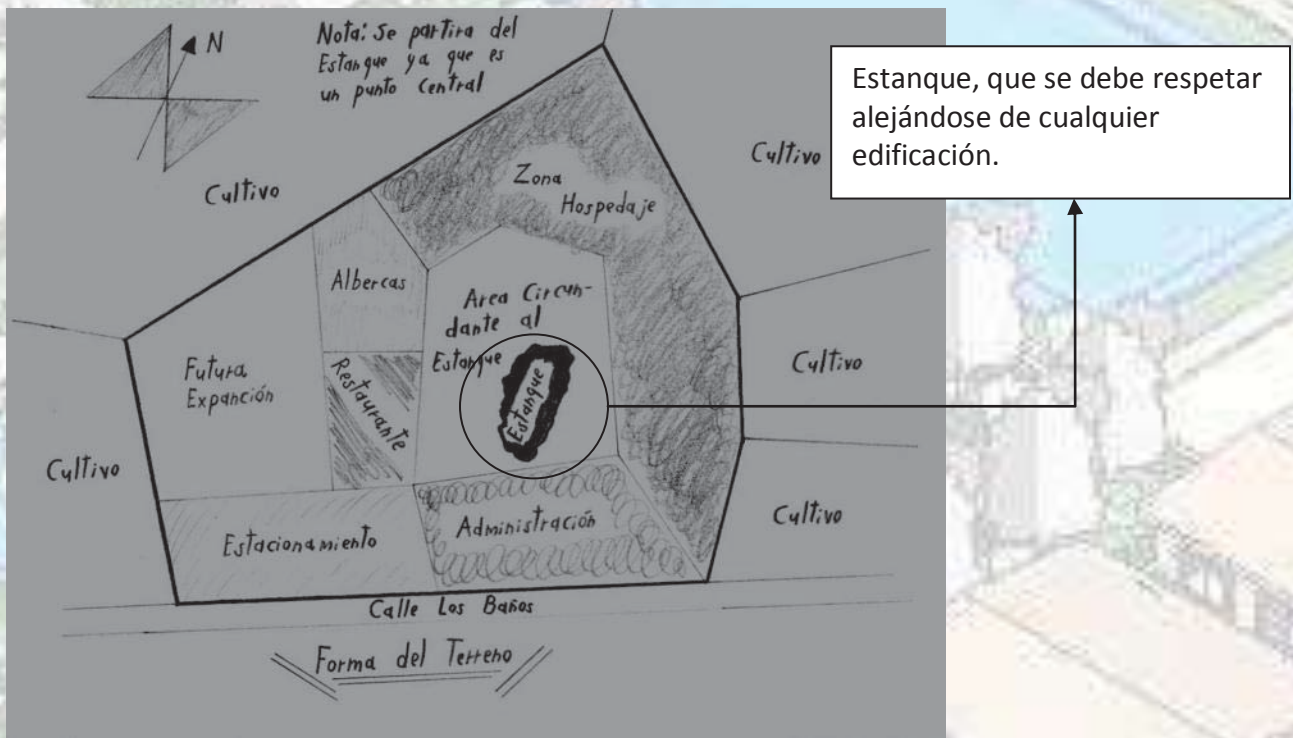 N
Nota: Se partira del
Estanque ya que es
un punto Central
Estanque, que se debe respetar
alejándose de cualquier
edificación.
Cultivo
Cultivo
Zona
Hospedaje
Albercas
Area Circun-
dante al
Estanque
Estanque
Futura
Expanción
Restaurante
Cultivo
Cultivo
Cultivo
Estacionamiento
Administración
Calle Los Baños
Forma del Terreno